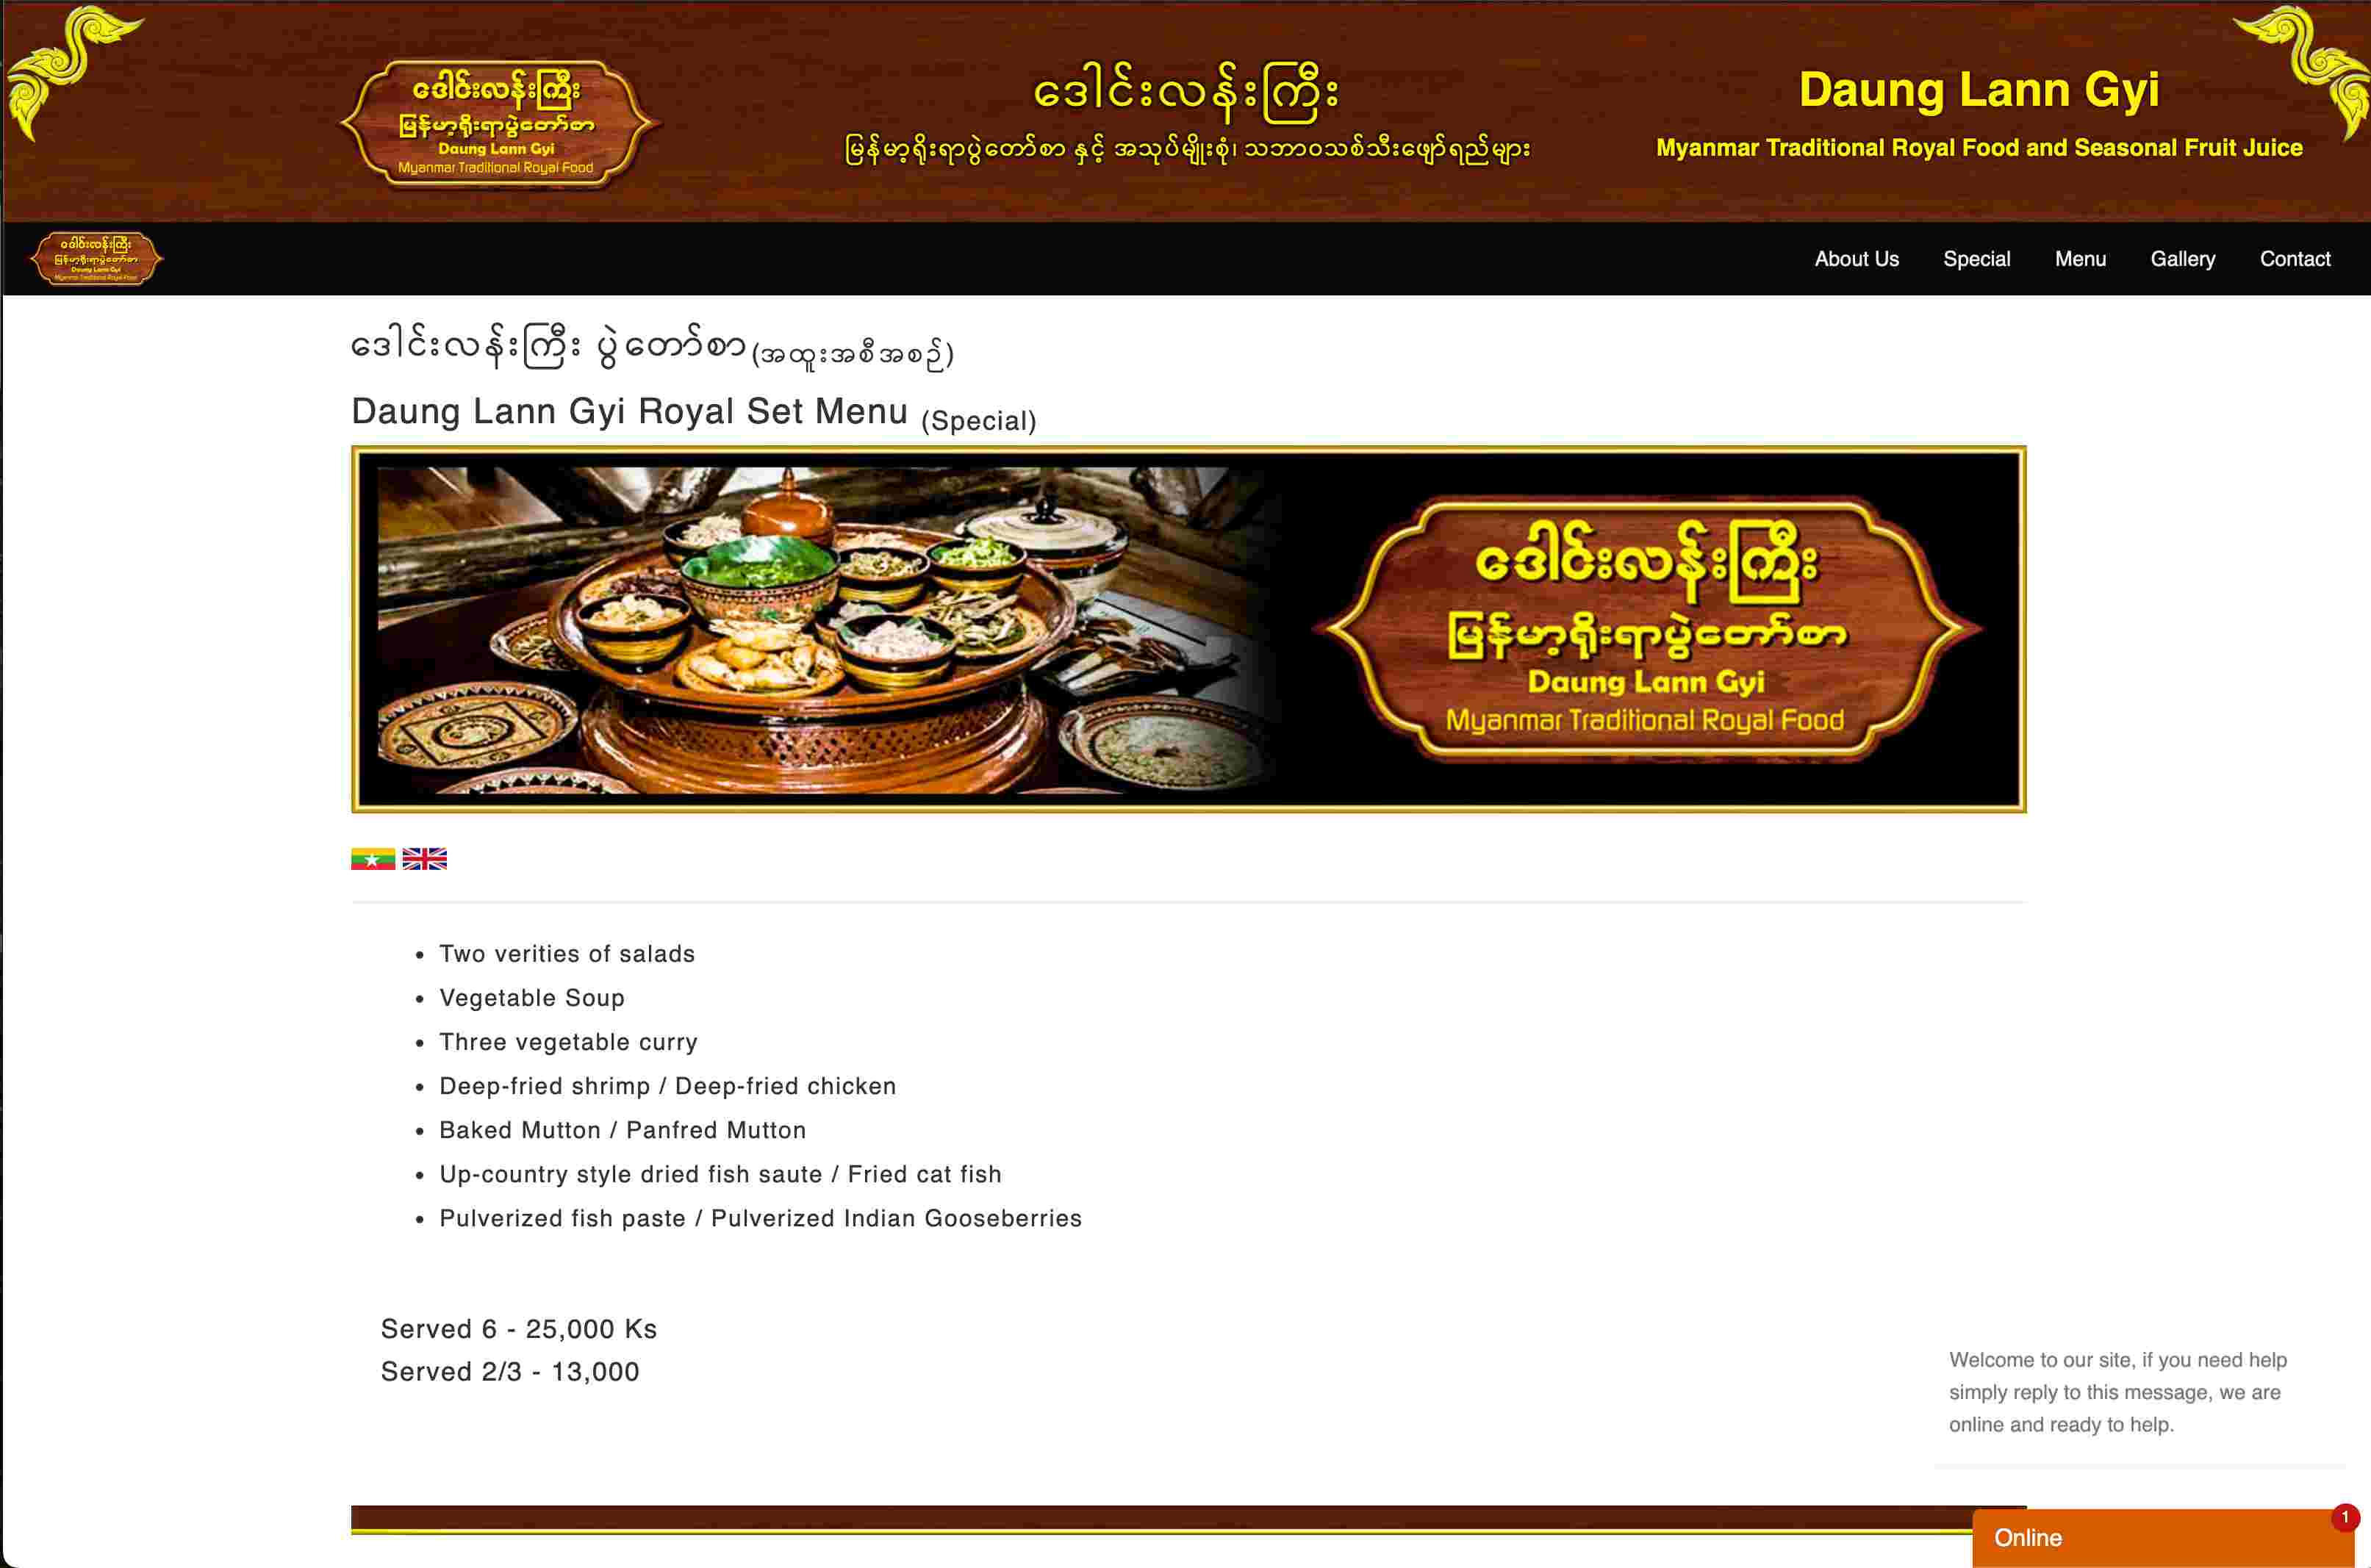 ဒေါင်းလန်းကြီး
မြန်မာ့ရိုးရာပွဲတော်စာ
Daung Lann Gyi
Myanmar Traditional Royal Food
ဒေါင်းလန်းကြီး
မြန်မာ့ရိုးရာပွဲတော်စာ နှင့် အသုပ်မျိုးစုံ၊ သဘာဝသစ်သီးဖျော်ရည်များ
Daung Lann Gyi
Myanmar Traditional Royal Food and Seasonal Fruit Juice
ဒေါင်းလန်းကြီး
မြန်မာ့ရိုးရာပွဲတော်စာ
Daung Lann Gyi
Myanmar Traditional Royal Food
About Us
Special
Menu
Gallery
Contact
ဒေါင်းလန်းကြီး ပွဲတော်စာ (အထူးအစီအစဉ်)
Daung Lann Gyi Royal Set Menu (Special)
ဒေါင်းလန်းကြီး
မြန်မာ့ရိုးရာပွဲတော်စာ
Daung Lann Gyi
Myanmar Traditional Royal Food
Two verities of salads
Vegetable Soup
Three vegetable curry
Deep-fried shrimp / Deep-fried chicken
Baked Mutton / Panfred Mutton
Up-country style dried fish saute / Fried cat fish
Pulverized fish paste / Pulverized Indian Gooseberries
Served 6 - 25,000 Ks
Served 2/3 - 13,000
Welcome to our site, if you need help
simply reply to this message, we are
online and ready to help.
1
Online